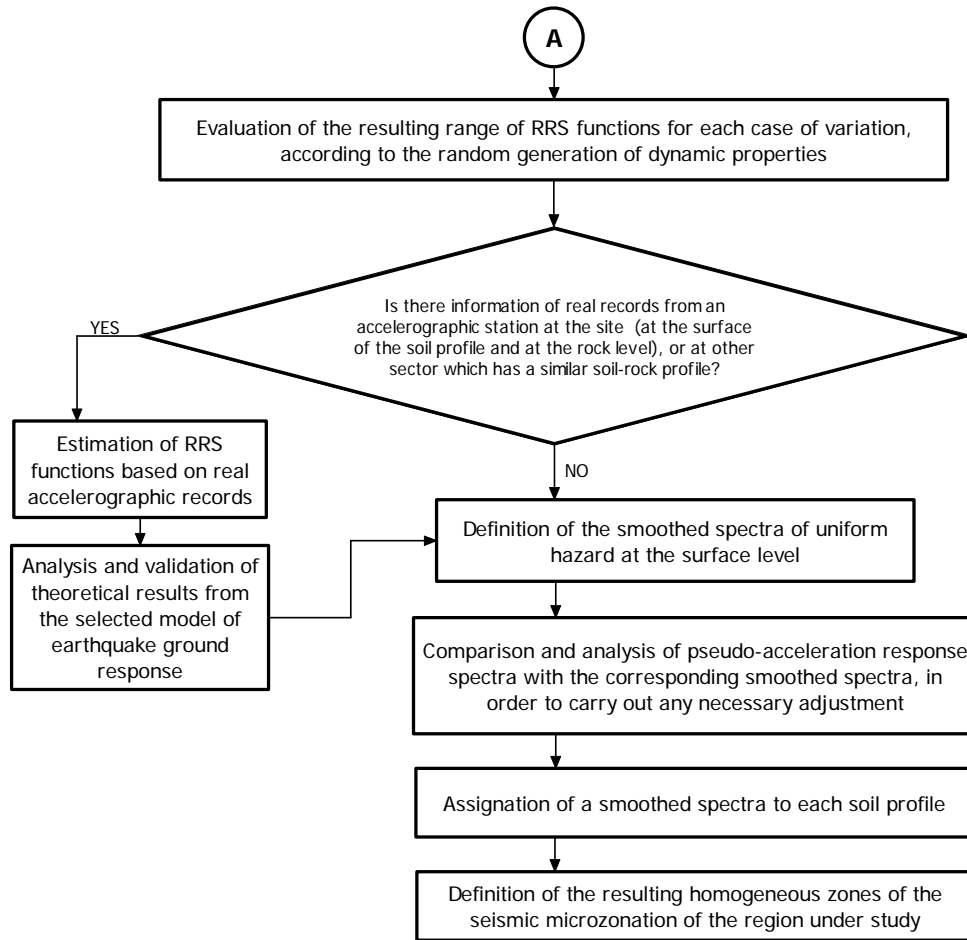 A
Evaluation of the resulting range of RRS functions for each case of variation,
according to the random generation of dynamic properties
Is there information of real records from an
accelerographic station at the site (at the surface
of the soil profile and at the rock level), or at other
sector which has a similar soil-rock profile?
YES
NO
Estimation of RRS
functions based on real
accelerographic records
Analysis and validation of
theoretical results from
the selected model of
earthquake ground
response
Definition of the smoothed spectra of uniform
hazard at the surface level
Comparison and analysis of pseudo-acceleration response
spectra with the corresponding smoothed spectra, in
order to carry out any necessary adjustment
Assignation of a smoothed spectra to each soil profile
Definition of the resulting homogeneous zones of the
seismic microzonation of the region under study